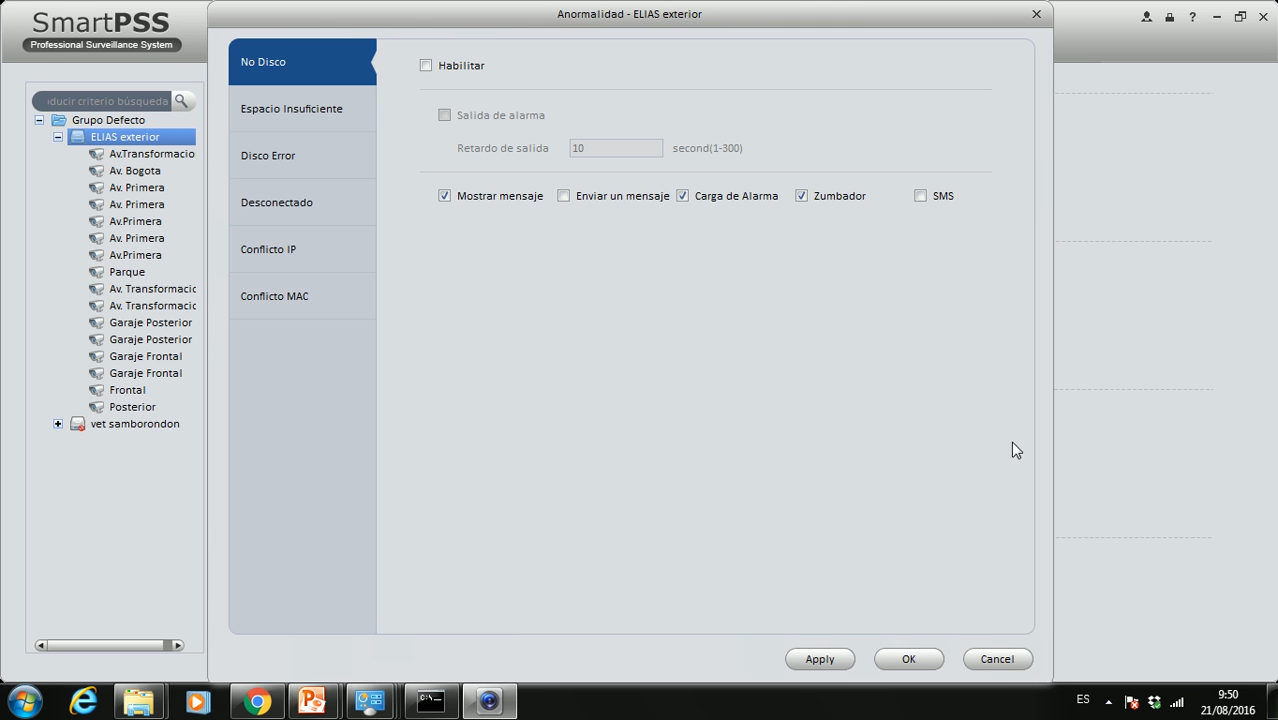 SmartPSS
Professional Surveillance System
Anormalidad - ELIAS exterior
ducir criterio búsqueda
Grupo Defecto
ELIAS exterior
Av.Transformacio
Av. Bogota
Av. Primera
Av. Primera
Av.Primera
Av. Primera
Av.Primera
Parque
Av. Transformacic
Av. Transformacic
Garaje Posterior
Garaje Posterior
Garaje Frontal
Garaje Frontal
Frontal
Posterior
vet samborondon
No Disco
Espacio Insuficiente
Disco Error
Desconectado
Conflicto IP
Conflicto MAC
Habilitar
Salida de alarma
Retardo de salida 10 second(1-300)
Mostrar mensaje Enviar un mensaje Carga de Alarma Zumbador SMS
Apply OK Cancel
ES
9:50
21/08/2016